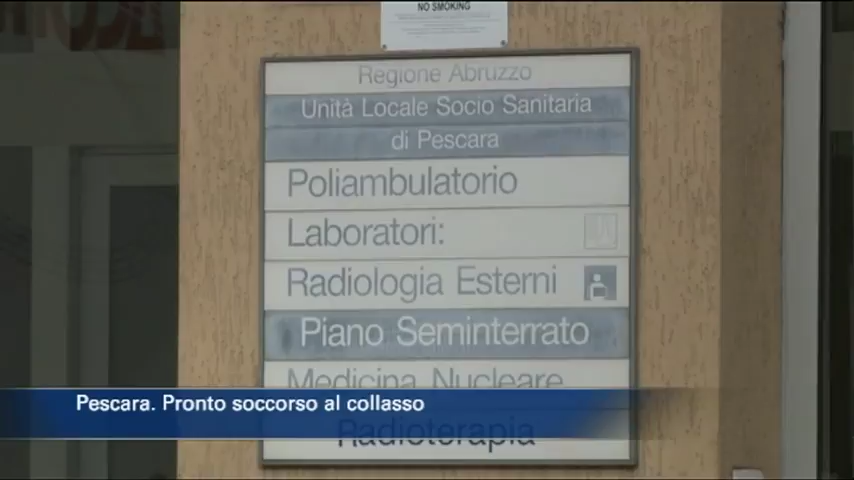 NO SMOKING
Regione Abruzzo
Unità Locale Socio Sanitaria
di Pescara
Poliambulatorio
Laboratori:
Radiologia Esterni
Piano Seminterrato
Medicina Nucleare
Pescara. Pronto soccorso al collasso
Radioterapia